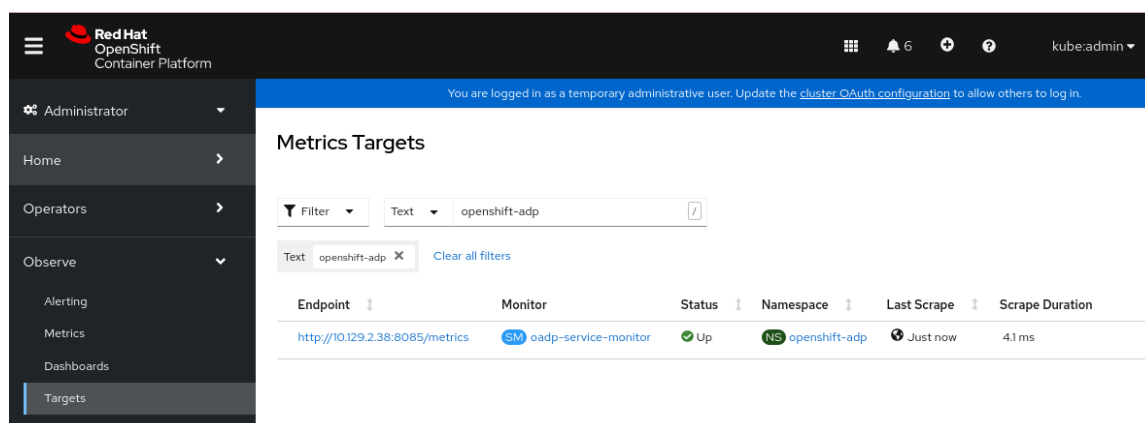 Red Hat
OpenShift
Container Platform
6
kube:admin
You are logged in as a temporary administrative user. Update the cluster OAuth configuration to allow others to log in.
Administrator
Home
Operators
Observe
Alerting
Metrics
Dashboards
Targets
Metrics Targets
Filter Text openshift-adp /
Text openshift-adp Clear all filters
Endpoint Monitor Status Namespace Last Scrape Scrape Duration
http://10.129.2.38:8085/metrics SM oadp-service-monitor Up NS openshift-adp Just now 4.1 ms